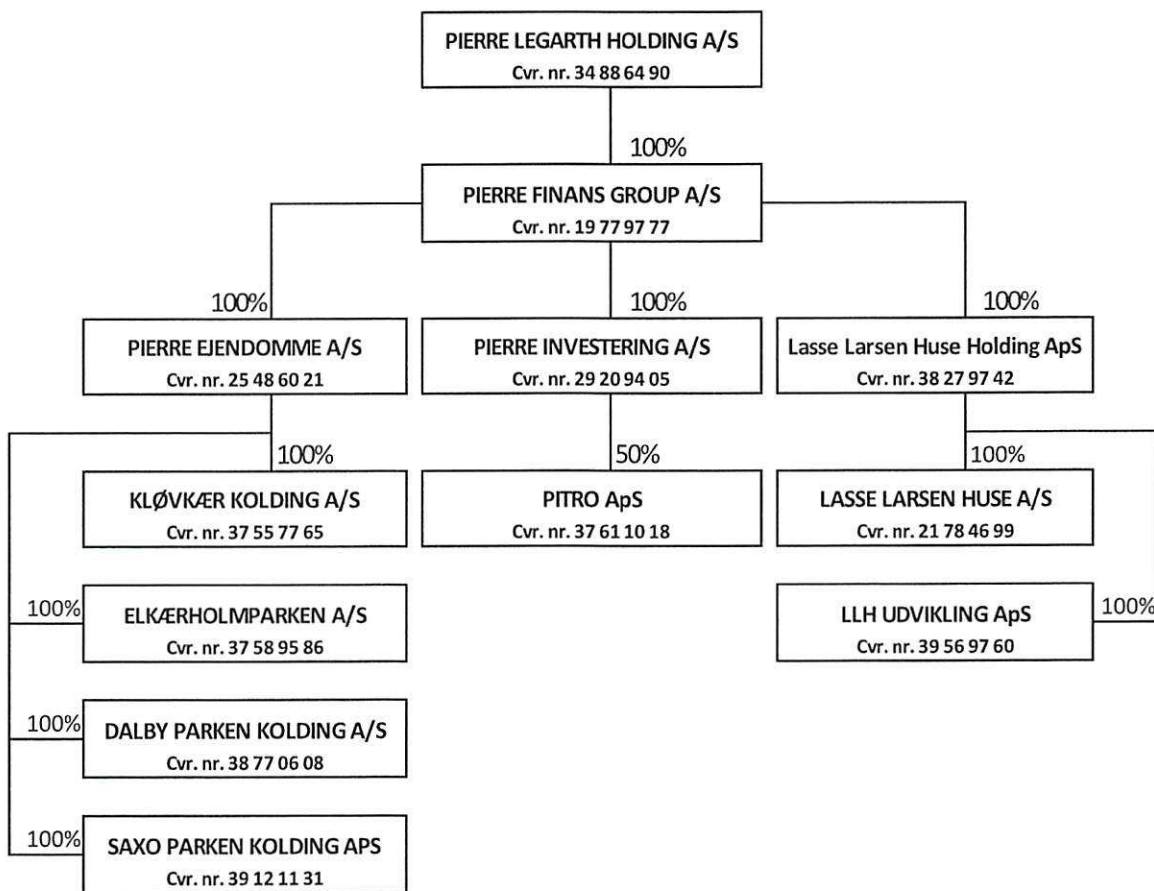 PIERRE LEGARTH HOLDING A/S
Cvr. nr. 34 88 64 90
100%
PIERRE FINANS GROUP A/S
Cvr. nr. 19 77 97 77
100%
100%
100%
PIERRE EJENDOMME A/S
Cvr. nr. 25 48 60 21
PIERRE INVESTERING A/S
Cvr. nr. 29 20 94 05
Lasse Larsen Huse Holding ApS
Cvr. nr. 38 27 97 42
100%
50%
100%
KLØVKÆR KOLDING A/S
Cvr. nr. 37 55 77 65
PITRO ApS
Cvr. nr. 37 61 10 18
LASSE LARSEN HUSE A/S
Cvr. nr. 21 78 46 99
100%
ELKÆRHOLMPARKEN A/S
Cvr. nr. 37 58 95 86
LLH UDVIKLING ApS
Cvr. nr. 39 56 97 60
100%
100%
DALBY PARKEN KOLDING A/S
Cvr. nr. 38 77 06 08
100%
SAXO PARKEN KOLDING APS
Cvr. nr. 39 12 11 31